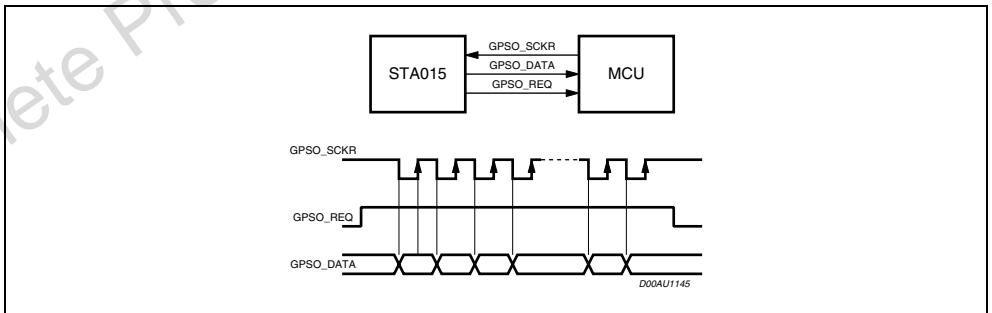 GPSO_SCKR
GPSO_DATA
GPSO_REQ
STA015
MCU
GPSO_SCKR
GPSO_REQ
GPSO_DATA
D00AU1145